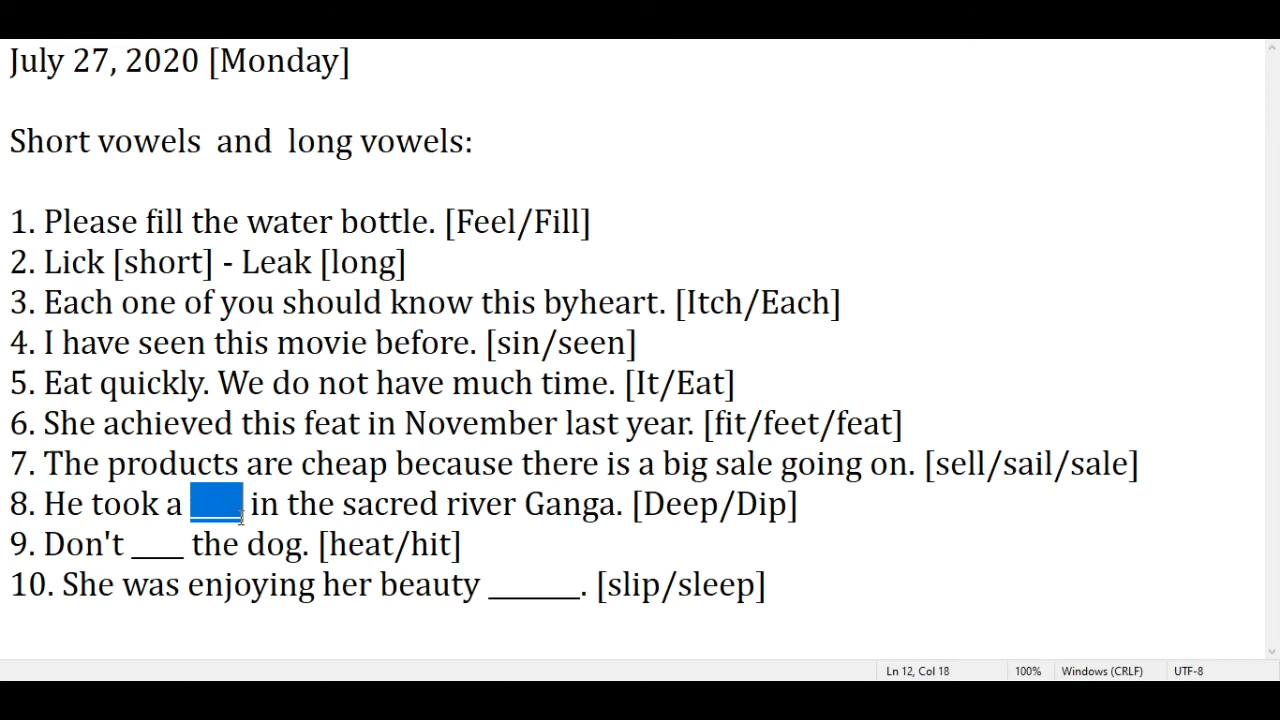 July 27, 2020 [Monday]
Short vowels  and  long vowels:
1. Please fill the water bottle. [Feel/Fill]
2. Lick [short] - Leak [long]
3. Each one of you should know this byheart. [Itch/Each]
4. I have seen this movie before. [sin/seen]
5. Eat quickly. We do not have much time. [It/Eat]
6. She achieved this feat in November last year. [fit/feet/feat]
7. The products are cheap because there is a big sale going on. [sell/sail/sale]
8. He took a ____ in the sacred river Ganga. [Deep/Dip]
9. Don't ____ the dog. [heat/hit]
10. She was enjoying her beauty _______. [slip/sleep]
Ln 12, Col 18 100% Windows (CRLF) UTF-8